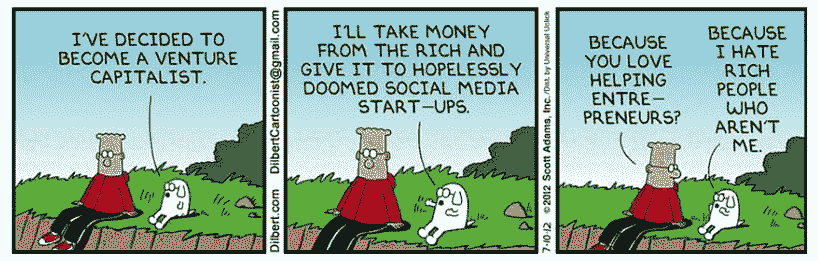 I'VE DECIDED TO
BECOME A VENTURE
CAPITALIST.
Dilbert.com DilbertCartoonist@gmail.com
I'LL TAKE MONEY
FROM THE RICH AND
GIVE IT TO HOPELESSLY
DOOMED SOCIAL MEDIA
START-UPS.
7-10-12 ©2012 Scott Adams, Inc. /Dist. by Universal Uclick
BECAUSE
YOU LOVE
HELPING
ENTRE-
PRENEURS?
BECAUSE
I HATE
RICH
PEOPLE
WHO
AREN'T
ME.